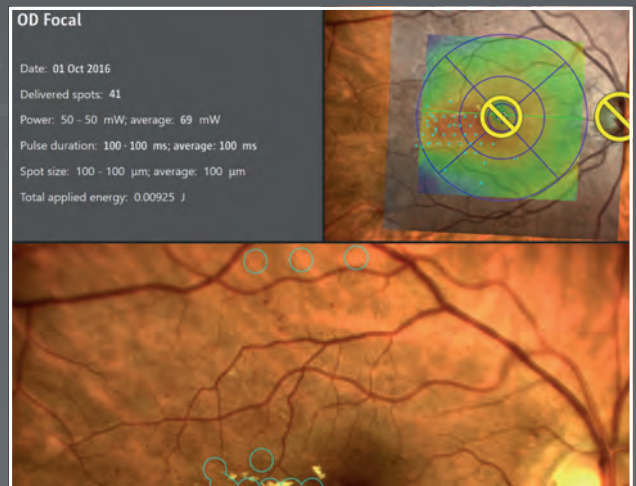 OD Focal
Date: 01 Oct 2016
Delivered spots: 41
Power: 50 - 50 mW; average: 69 mW
Pulse duration: 100 - 100 ms; average: 100 ms
Spot size: 100 - 100 µm; average: 100 µm
Total applied energy: 0.00925 J